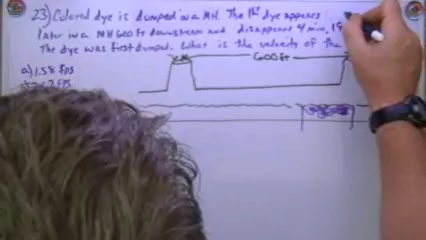 23) Colored dye is dumped in a MH. The 1st dye appears
later in a MH 600 Ft downstream and disappears 4 min, 19
The dye was first dumped. What is the velocity of the
600 Ft
a) 1.5 fps